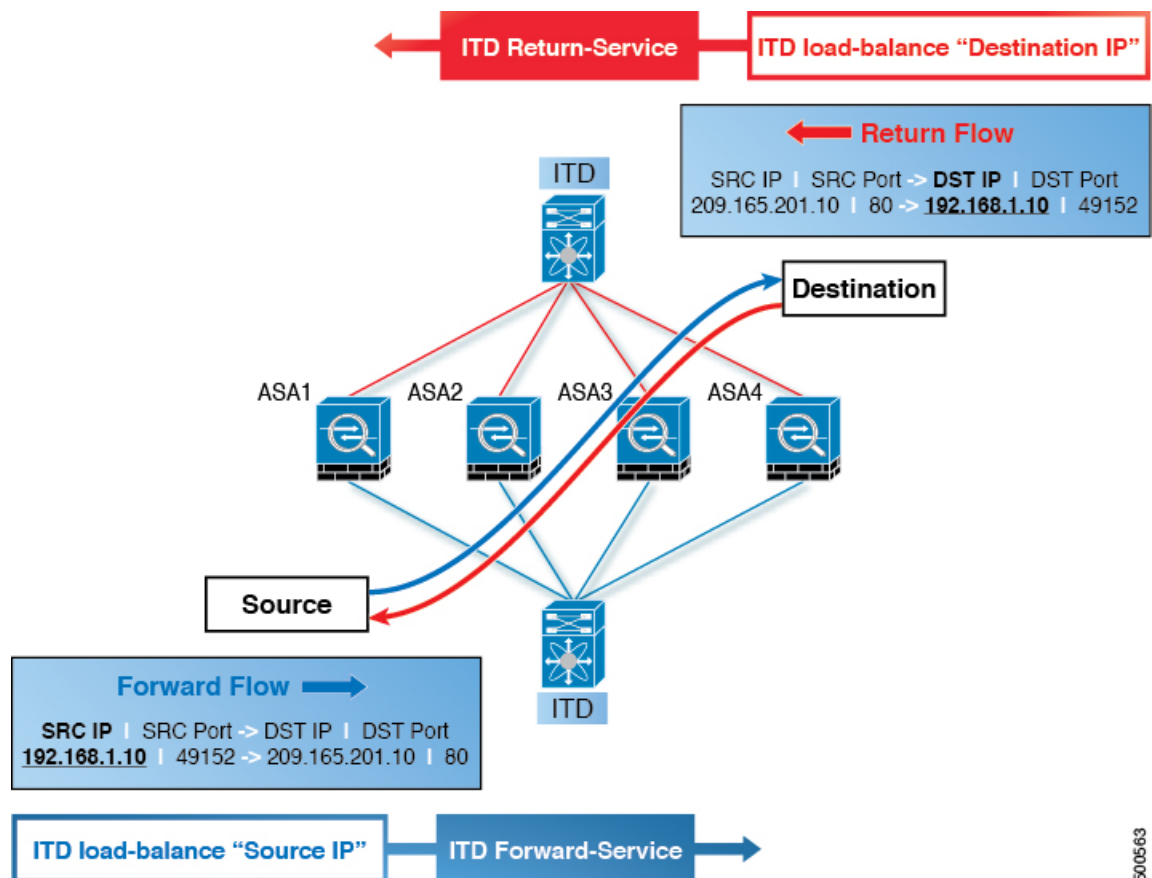 ITD Return-Service
ITD load-balance “Destination IP”
Return Flow
SRC IP | SRC Port -> DST IP | DST Port
209.165.201.10 | 80 -> 192.168.1.10 | 49152
ITD
Destination
ASA1
ASA2
ASA3
ASA4
Source
ITD
Forward Flow
SRC IP | SRC Port -> DST IP | DST Port
192.168.1.10 | 49152 -> 209.165.201.10 | 80
ITD load-balance “Source IP”
ITD Forward-Service
500563